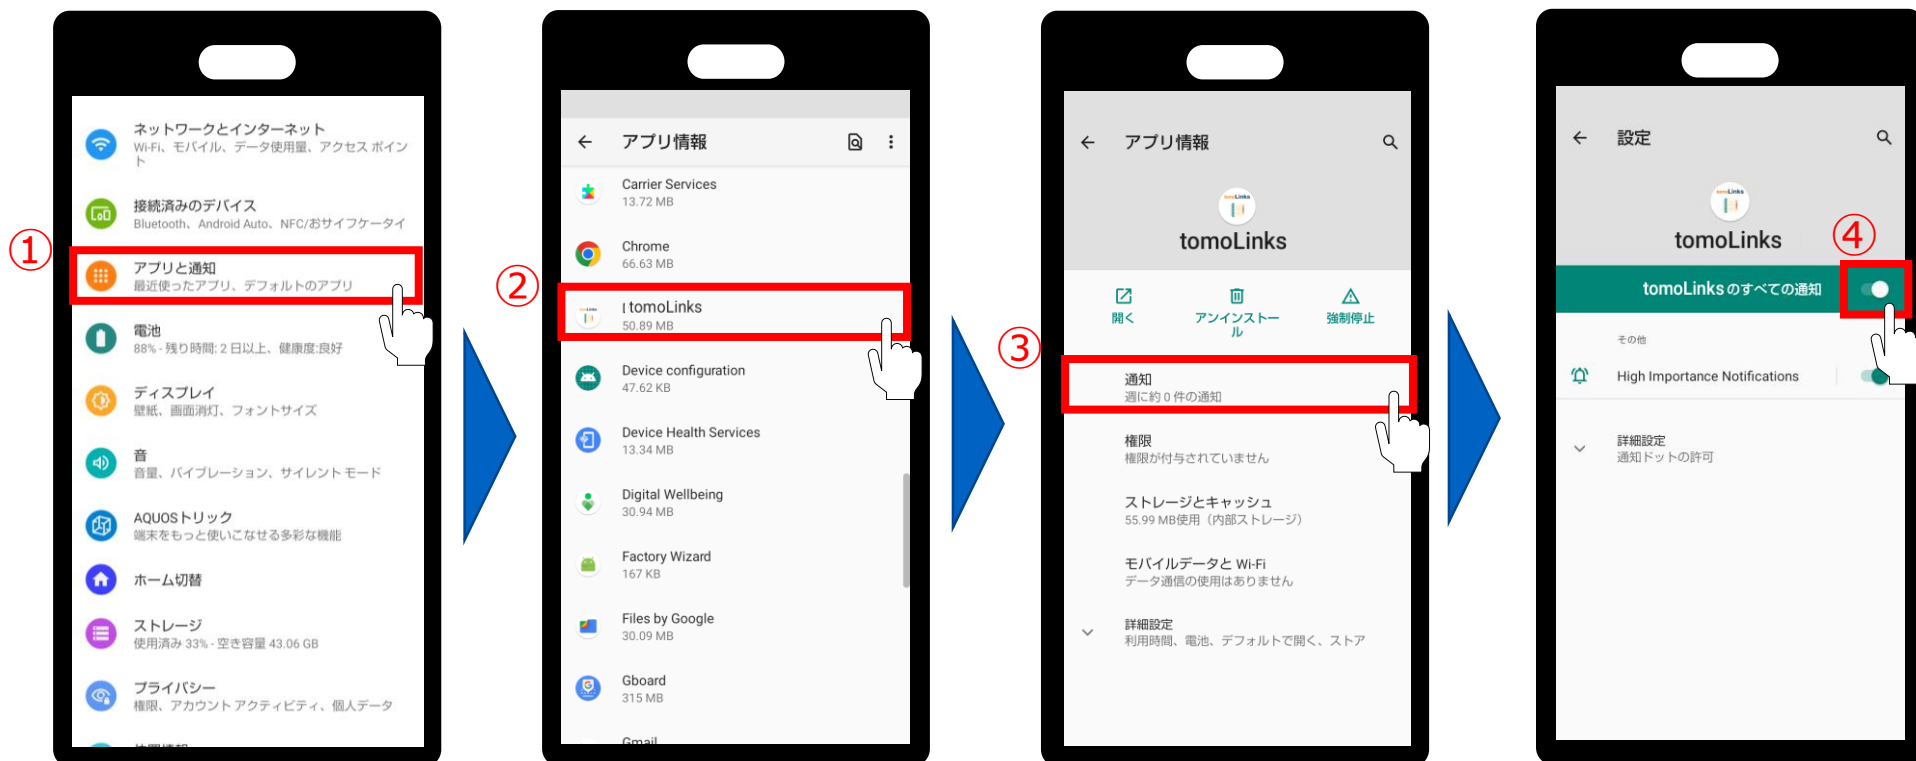 ①
ネットワークとインターネット
Wi-Fi、モバイル、データ使用量、アクセス ポイン
ト
接続済みのデバイス
Bluetooth、Android Auto、NFC/おサイフケータイ
アプリと通知
最近使ったアプリ、デフォルトのアプリ
電池
88% - 残り時間: 2 日以上、健康度:良好
ディスプレイ
壁紙、画面消灯、フォントサイズ
音
音量、バイブレーション、サイレント モード
AQUOSトリック
端末をもっと使いこなせる多彩な機能
ホーム切替
ストレージ
使用済み 33% - 空き容量 43.06 GB
プライバシー
権限、アカウント アクティビティ、個人データ
②
アプリ情報
Carrier Services
13.72 MB
Chrome
66.63 MB
tomoLinks
50.89 MB
Device configuration
47.62 KB
Device Health Services
13.34 MB
Digital Wellbeing
30.94 MB
Factory Wizard
167 KB
Files by Google
30.09 MB
Gboard
315 MB
Gmail
③
アプリ情報
tomoLinks
tomoLinks
開く
アンインストー
ル
強制停止
通知
週に約 0 件の通知
権限
権限が付与されていません
ストレージとキャッシュ
55.99 MB使用（内部ストレージ）
モバイルデータと Wi-Fi
データ通信の使用はありません
詳細設定
利用時間、電池、デフォルトで開く、ストア
④
設定
tomoLinks
tomoLinks
tomoLinks のすべての通知
その他
High Importance Notifications
詳細設定
通知ドットの許可